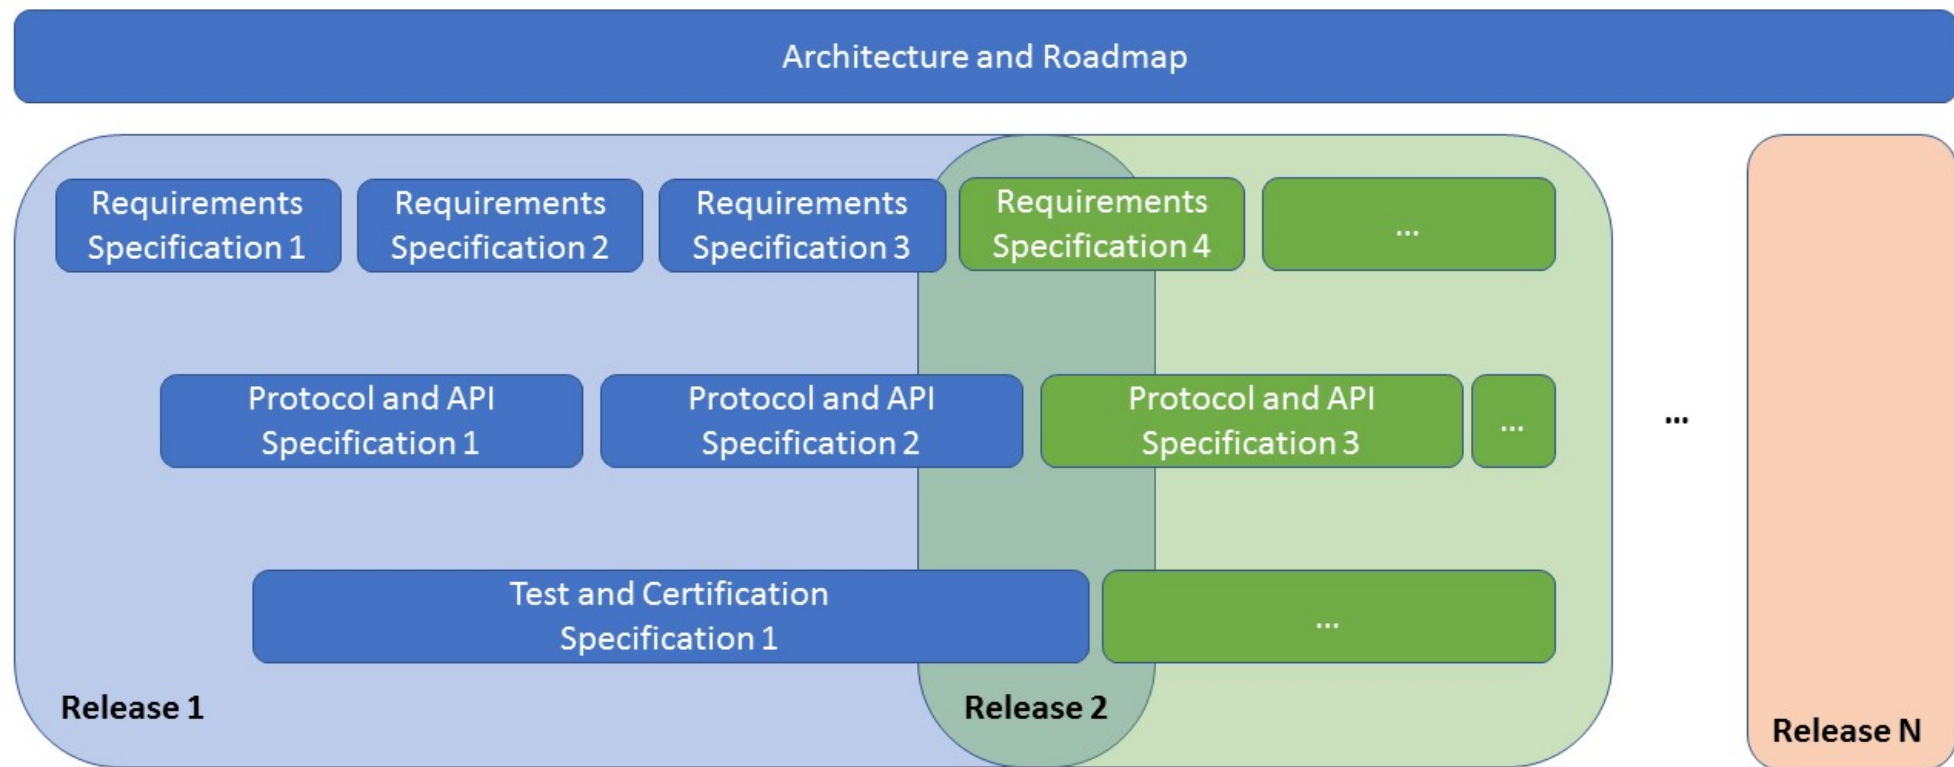 Architecture and Roadmap
Requirements
Specification 1
Requirements
Specification 2
Requirements
Specification 3
Requirements
Specification 4
...
Protocol and API
Specification 1
Protocol and API
Specification 2
Protocol and API
Specification 3
...
...
Test and Certification
Specification 1
...
Release 1
Release 2
Release N